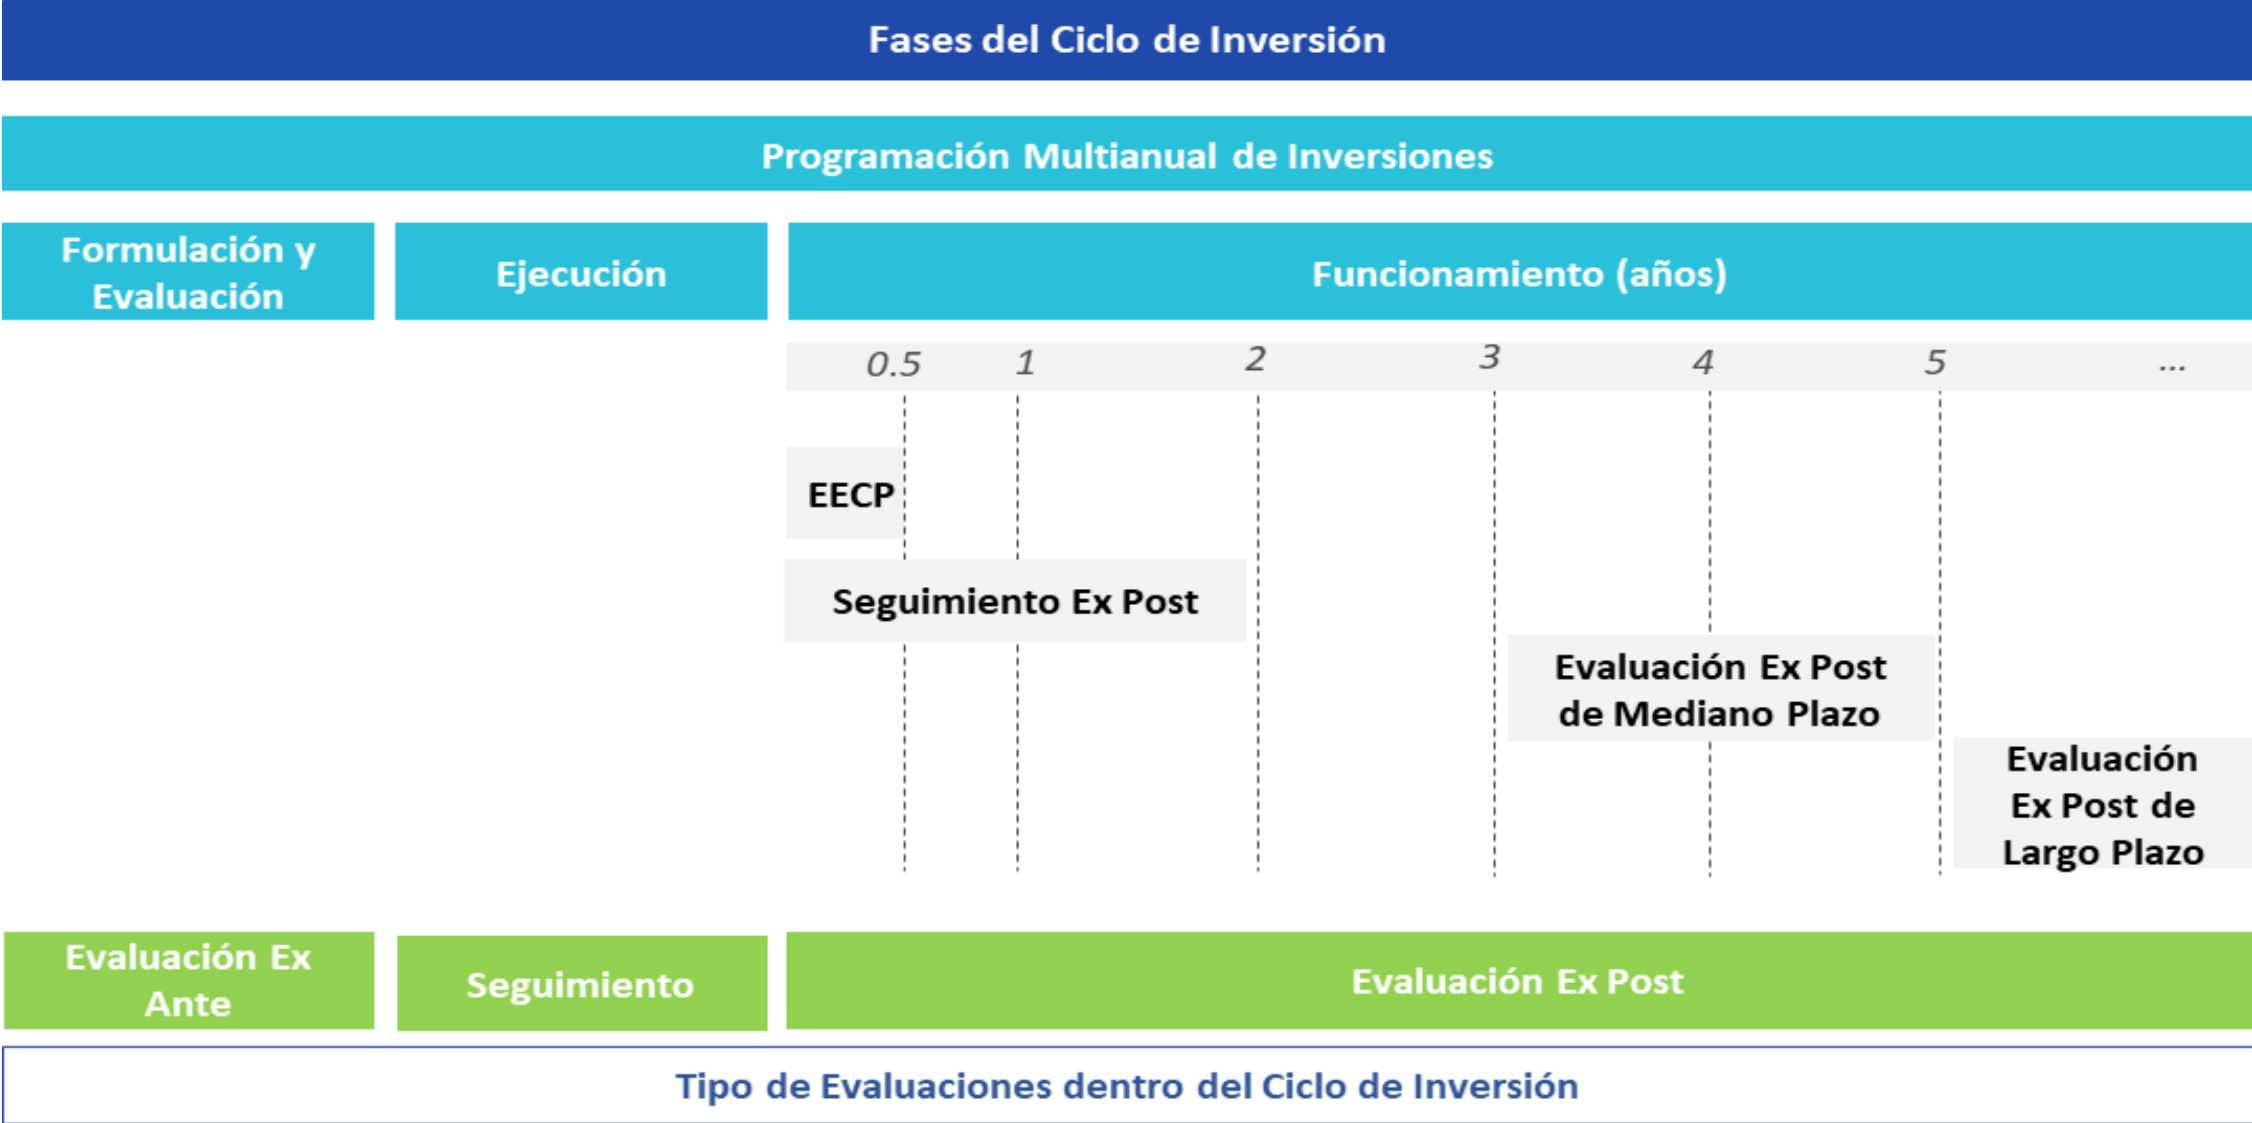 Fases del Ciclo de Inversión
Programación Multianual de Inversiones
Formulación y
Evaluación
Ejecución
Funcionamiento (años)
0.5 1 2 3 4 5 ...
EECP
Seguimiento Ex Post
Evaluación Ex Post
de Mediano Plazo
Evaluación
Ex Post de
Largo Plazo
Evaluación Ex
Ante
Seguimiento
Evaluación Ex Post
Tipo de Evaluaciones dentro del Ciclo de Inversión